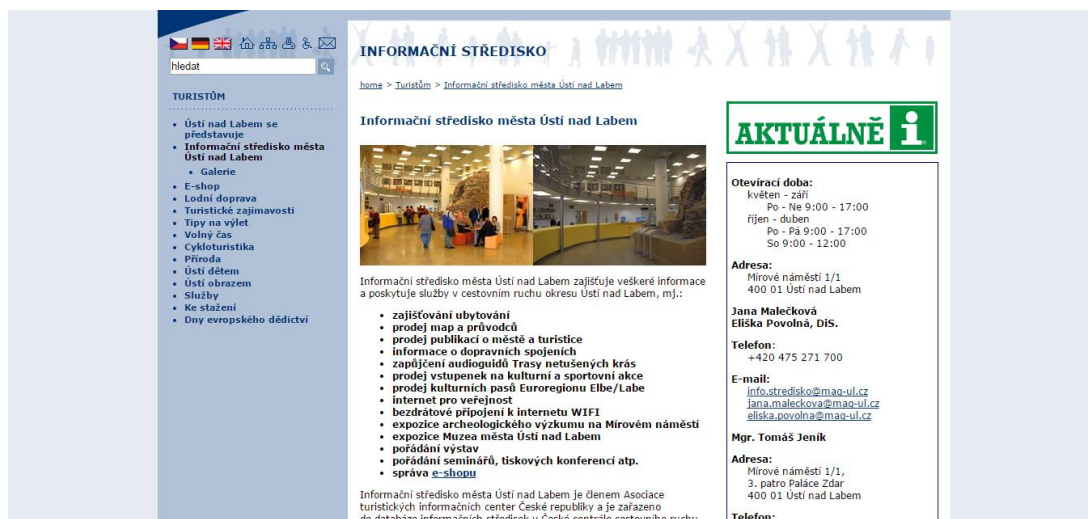 hledat
TURISTŮM
Ústí nad Labem se
představuje
Informační středisko města
Ústí nad Labem
Galerie
E-shop
Lodní doprava
Turistické zajímavosti
Tipy na výlet
Volný čas
Cykloturistika
Příroda
Ústí dětem
Ústí obrazem
Služby
Ke stažení
Dny evropského dědictví
INFORMAČNÍ STŘEDISKO
home > Turistům > Informační středisko města Ústí nad Labem
Informační středisko města Ústí nad Labem
Informační středisko města Ústí nad Labem zajišťuje veškeré informace
a poskytuje služby v cestovním ruchu okresu Ústí nad Labem, mj.:
zajišťování ubytování
prodej map a průvodců
prodej publikací o městě a turistice
informace o dopravních spojeních
zapůjčení audioguidů Trasy netušených krás
prodej vstupenek na kulturní a sportovní akce
prodej kulturních pasů Euroregionu Elbe/Labe
internet pro veřejnost
bezdrátové připojení k internetu WIFI
expozice archeologického výzkumu na Mírovém náměstí
expozice Muzea města Ústí nad Labem
pořádání výstav
pořádání seminářů, tiskových konferencí atp.
správa e-shopu
Informační středisko města Ústí nad Labem je členem Asociace
turistických informačních center České republiky a je zařazeno
do databáze informačních středisek v České centrále cestovního ruchu
AKTUÁLNĚ i
Otevírací doba:
květen - září
Po - Ne 9:00 - 17:00
říjen - duben
Po - Pá 9:00 - 17:00
So 9:00 - 12:00
Adresa:
Mírové náměstí 1/1
400 01 Ústí nad Labem
Jana Malečková
Eliška Povolná, DiS.
Telefon:
+420 475 271 700
E-mail:
info.stredisko@mag-ul.cz
jana.maleckova@mag-ul.cz
eliska.povolna@mag-ul.cz
Mgr. Tomáš Jeník
Adresa:
Mírové náměstí 1/1,
3. patro Paláce Zdar
400 01 Ústí nad Labem
Telefon: